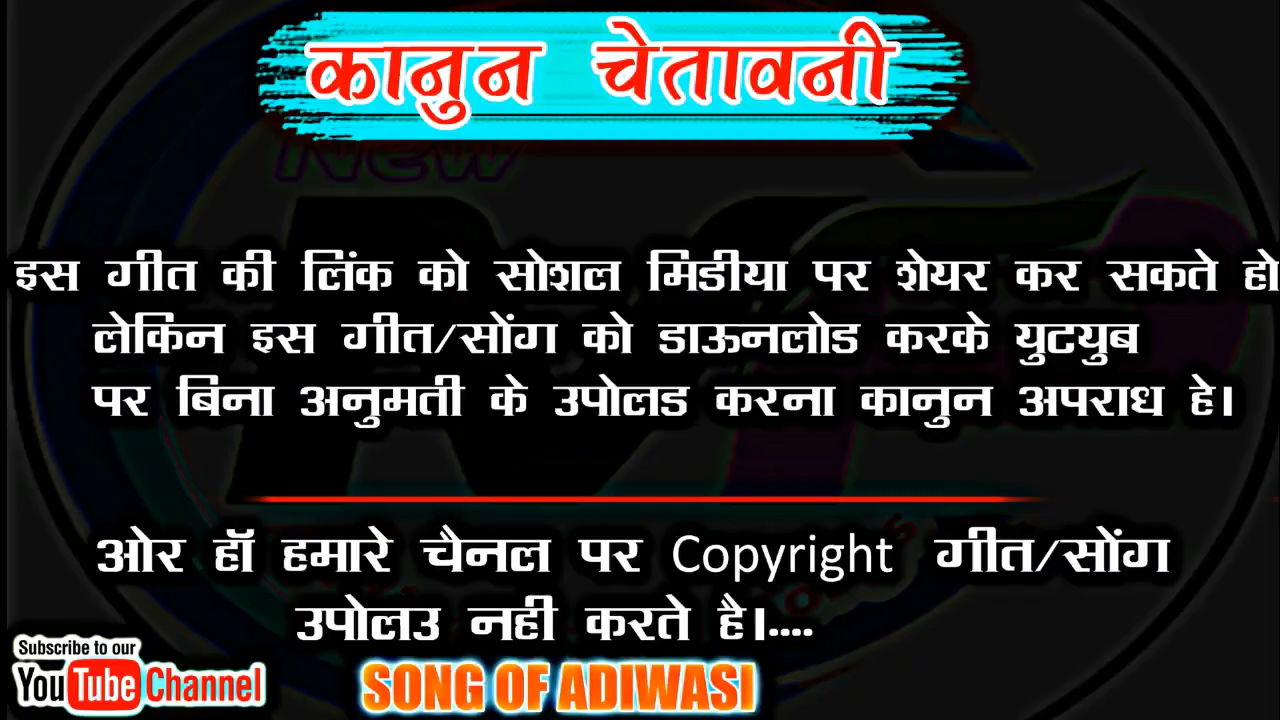 कानुन चेतावनी
New
इस गीत की लिंक को सोशल मिडीया पर शेयर कर सकते हो
लेकिन इस गीत/सोंग को डाऊनलोड करके युटयुब
पर बिना अनुमती के उपोलड करना कानुन अपराध हे।
ओर हॉ हमारे चैनल पर Copyright गीत/सोंग
उपोलउ नही करते है।....
Subscribe to our
YouTube Channel
SONG OF ADIWASI